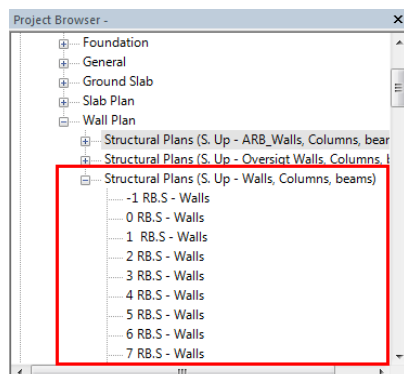 Project Browser -
Foundation
General
Ground Slab
Slab Plan
Wall Plan
Structural Plans (S. Up - ARB_Walls, Columns, bear
Structural Plans (S. Up - Oversigt Walls, Columns, b
Structural Plans (S. Up - Walls, Columns, beams)
-1 RB.S - Walls
0 RB.S - Walls
1  RB.S - Walls
2 RB.S - Walls
3 RB.S - Walls
4 RB.S - Walls
5 RB.S - Walls
6 RB.S - Walls
7 RB.S - Walls